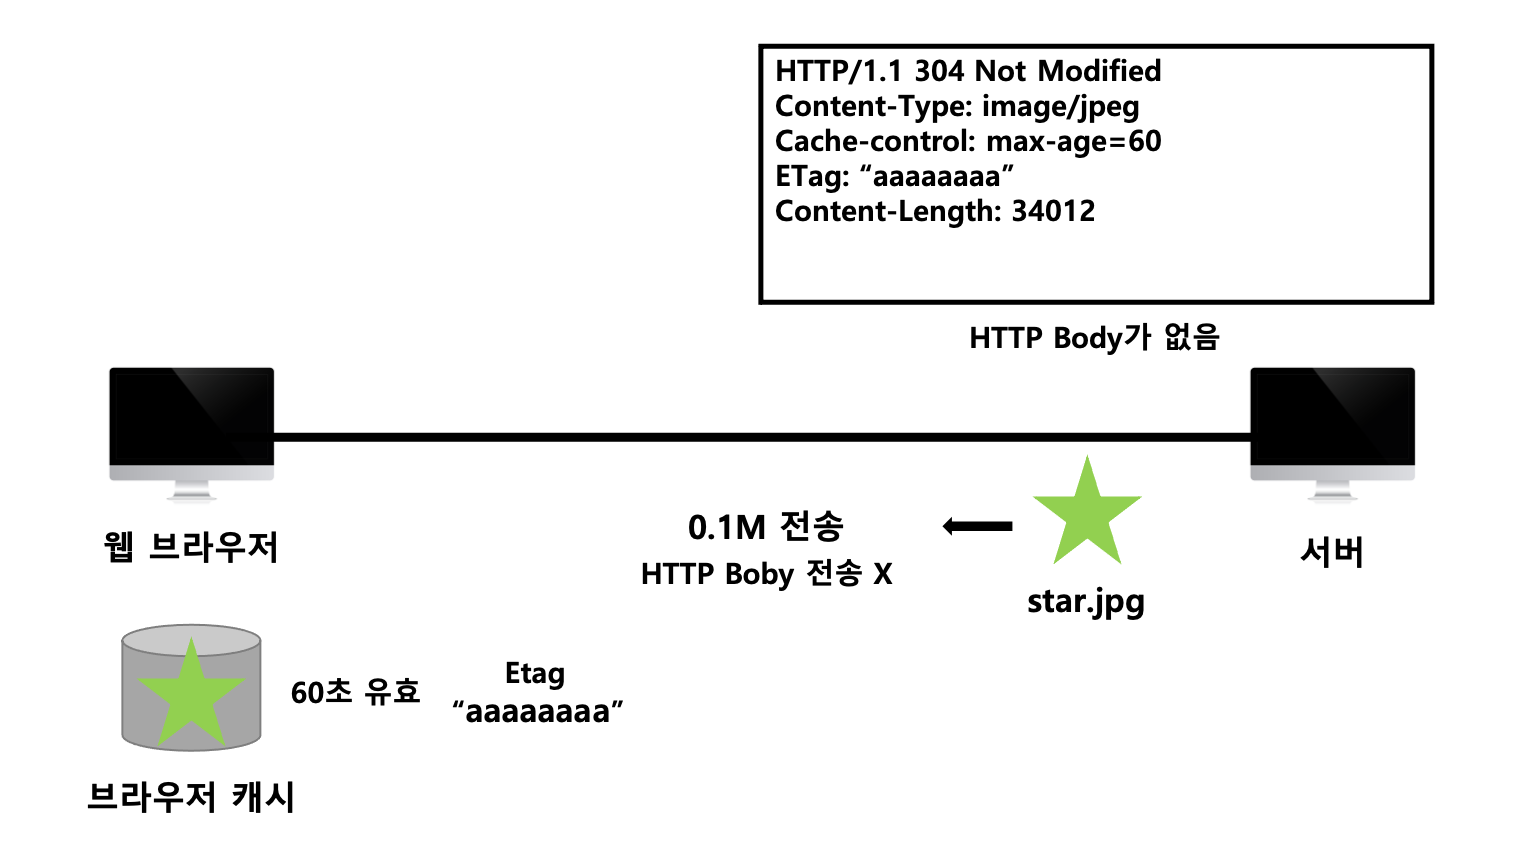 HTTP/1.1 304 Not Modified
Content-Type: image/jpeg
Cache-control: max-age=60
ETag: “aaaaaaaa”
Content-Length: 34012
HTTP Body가 없음
웹 브라우저
0.1M 전송
HTTP Boby 전송 X
star.jpg
서버
60초 유효
Etag
“aaaaaaaa”
브라우저 캐시